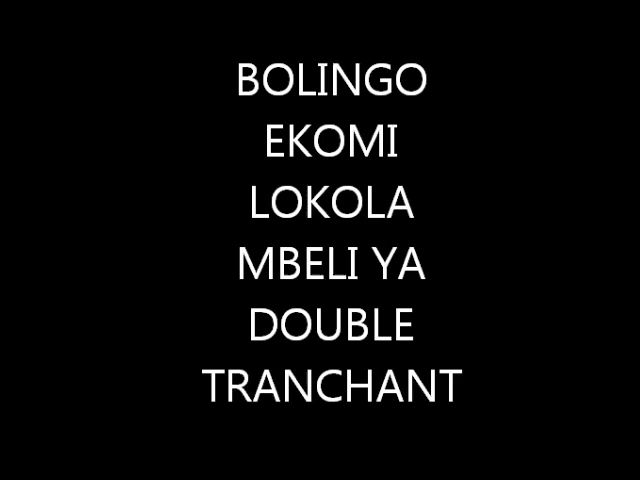 BOLINGO
EKOMI
LOKOLA
MBELI YA
DOUBLE
TRANCHANT